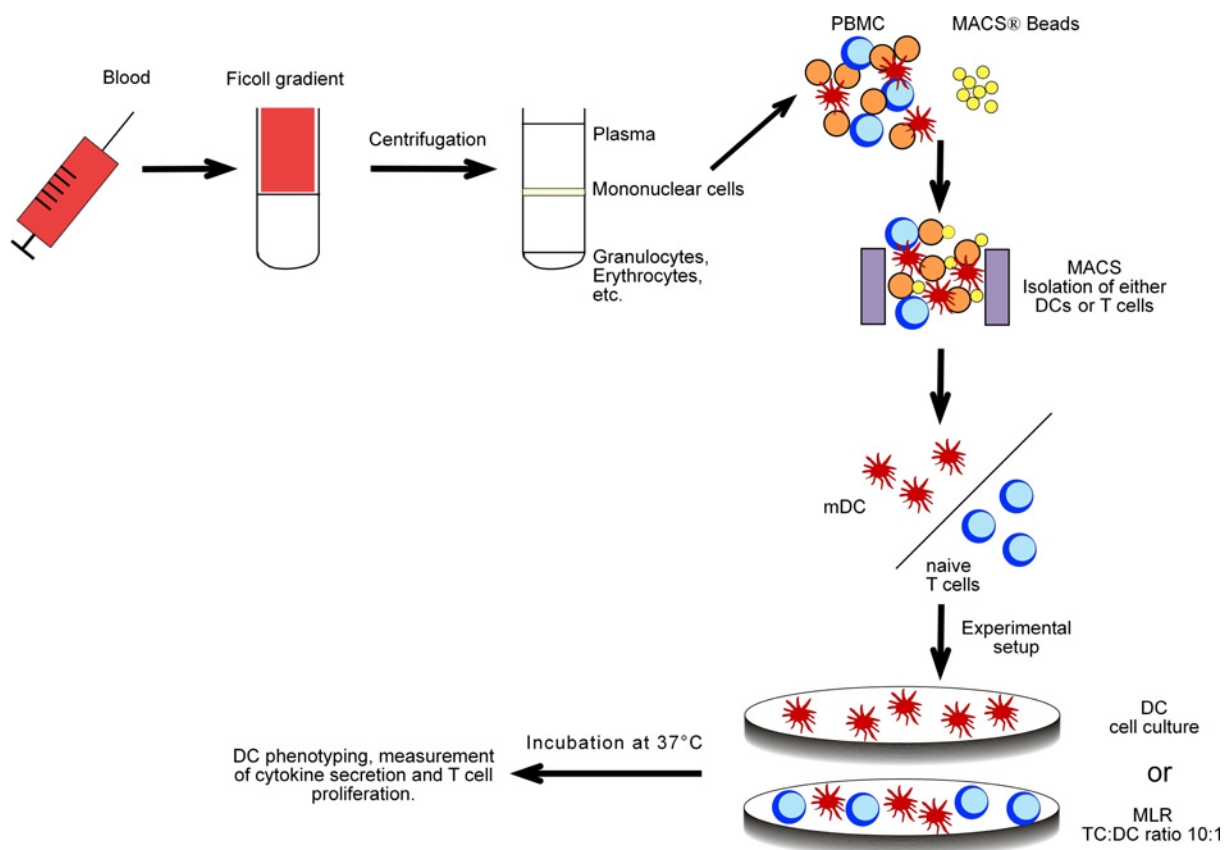 Blood
Ficoll gradient
Centrifugation
Plasma
Mononuclear cells
Granulocytes,
Erythrocytes,
etc.
PBMC
MACS® Beads
MACS
Isolation of either
DCs or T cells
mDC
naive
T cells
Experimental
setup
DC
cell culture
or
MLR
TC:DC ratio 10:1
Incubation at 37°C
DC phenotyping, measurement
of cytokine secretion and T cell
proliferation.